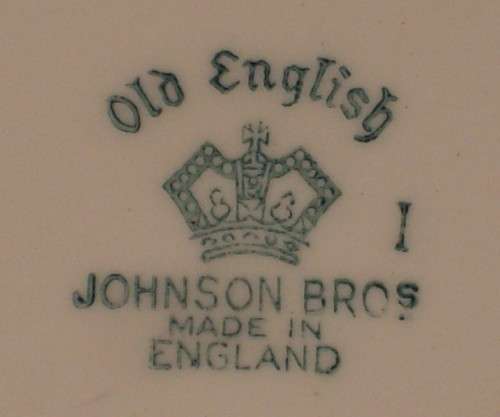 Old English
I
JOHNSON BROS
MADE IN
ENGLAND